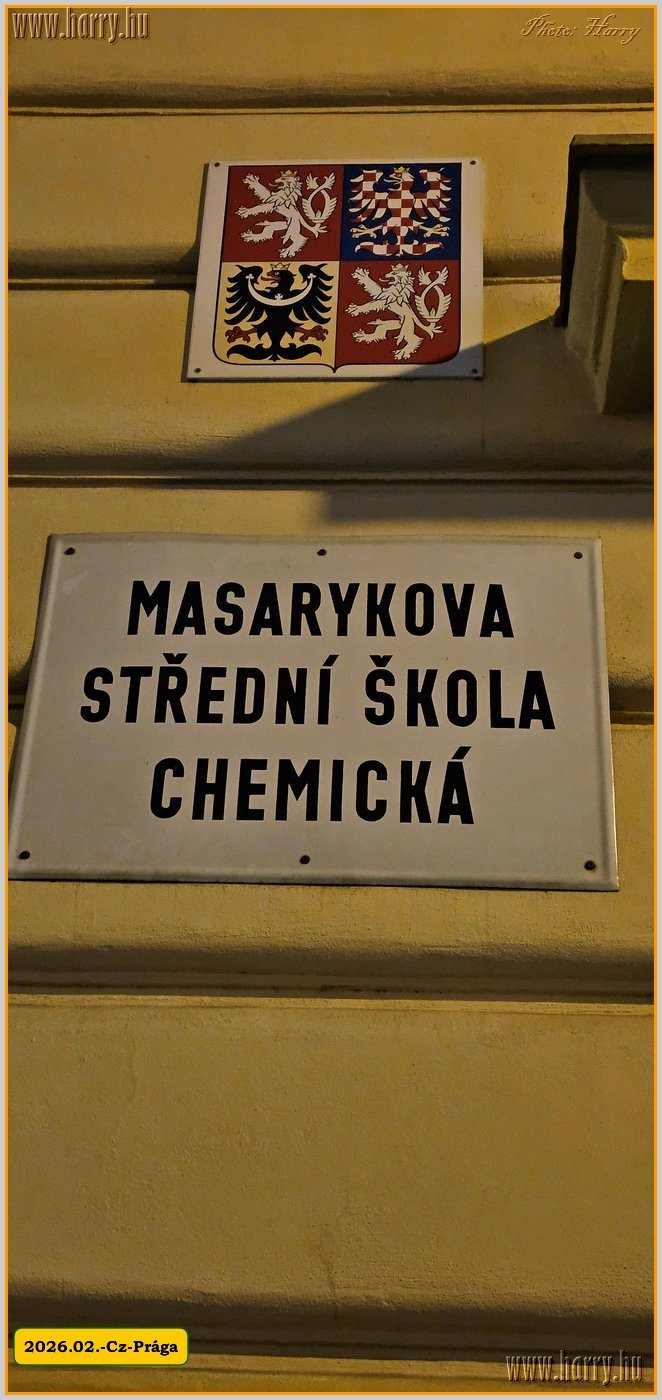 www.harry.hu
Photo: Harry
MASARYKOVA
STŘEDNÍ ŠKOLA
CHEMICKÁ
2026.02.-Cz-Prága
www.harry.hu